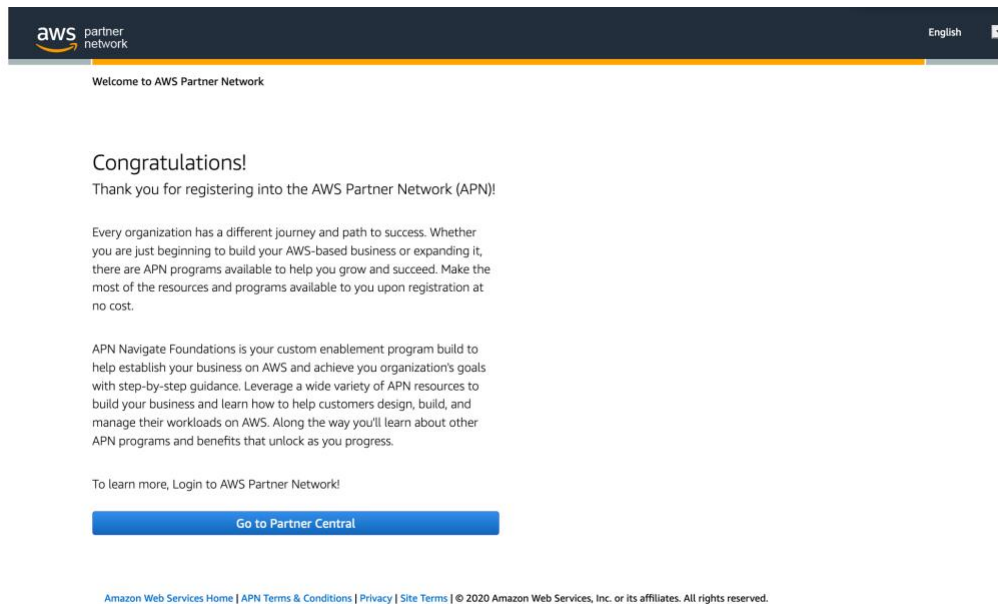 aws partner
network
English
Welcome to AWS Partner Network
Congratulations!
Thank you for registering into the AWS Partner Network (APN)!
Every organization has a different journey and path to success. Whether
you are just beginning to build your AWS-based business or expanding it,
there are APN programs available to help you grow and succeed. Make the
most of the resources and programs available to you upon registration at
no cost.
APN Navigate Foundations is your custom enablement program build to
help establish your business on AWS and achieve you organization's goals
with step-by-step guidance. Leverage a wide variety of APN resources to
build your business and learn how to help customers design, build, and
manage their workloads on AWS. Along the way you'll learn about other
APN programs and benefits that unlock as you progress.
To learn more, Login to AWS Partner Network!
Go to Partner Central
Amazon Web Services Home | APN Terms & Conditions | Privacy | Site Terms | © 2020 Amazon Web Services, Inc. or its affiliates. All rights reserved.